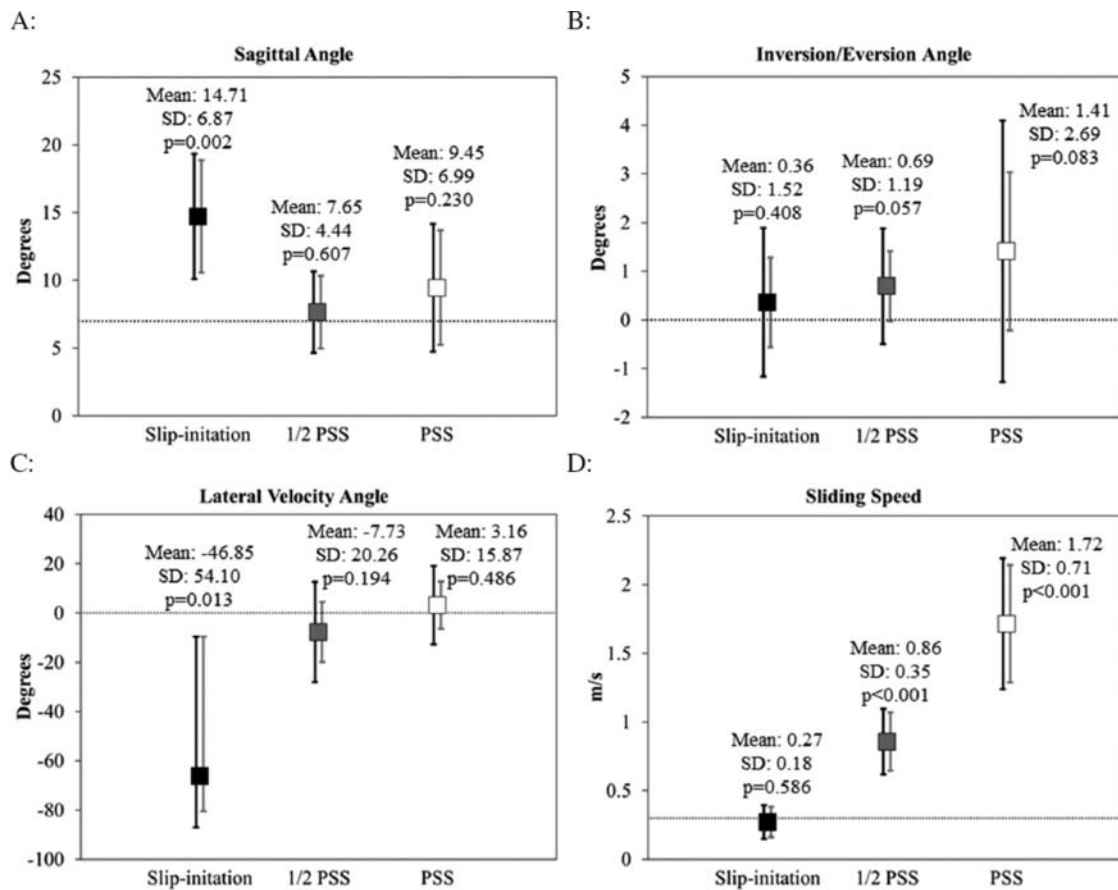 A:
Sagittal Angle
25
20
15
10
5
0
Degrees
Mean: 14.71
SD: 6.87
p=0.002
Mean: 7.65
SD: 4.44
p=0.607
Mean: 9.45
SD: 6.99
p=0.230
Slip-initation
1/2 PSS
PSS
B:
Inversion/Eversion Angle
5
4
3
2
1
0
-1
-2
Degrees
Mean: 0.36
SD: 1.52
p=0.408
Mean: 0.69
SD: 1.19
p=0.057
Mean: 1.41
SD: 2.69
p=0.083
Slip-initation
1/2 PSS
PSS
C:
Lateral Velocity Angle
40
20
0
-20
-40
-60
-80
-100
Degrees
Mean: -46.85
SD: 54.10
p=0.013
Mean: -7.73
SD: 20.26
p=0.194
Mean: 3.16
SD: 15.87
p=0.486
Slip-initation
1/2 PSS
PSS
D:
Sliding Speed
2.5
2
1.5
1
0.5
0
m/s
Mean: 0.27
SD: 0.18
p=0.586
Mean: 0.86
SD: 0.35
p<0.001
Mean: 1.72
SD: 0.71
p<0.001
Slip-initation
1/2 PSS
PSS